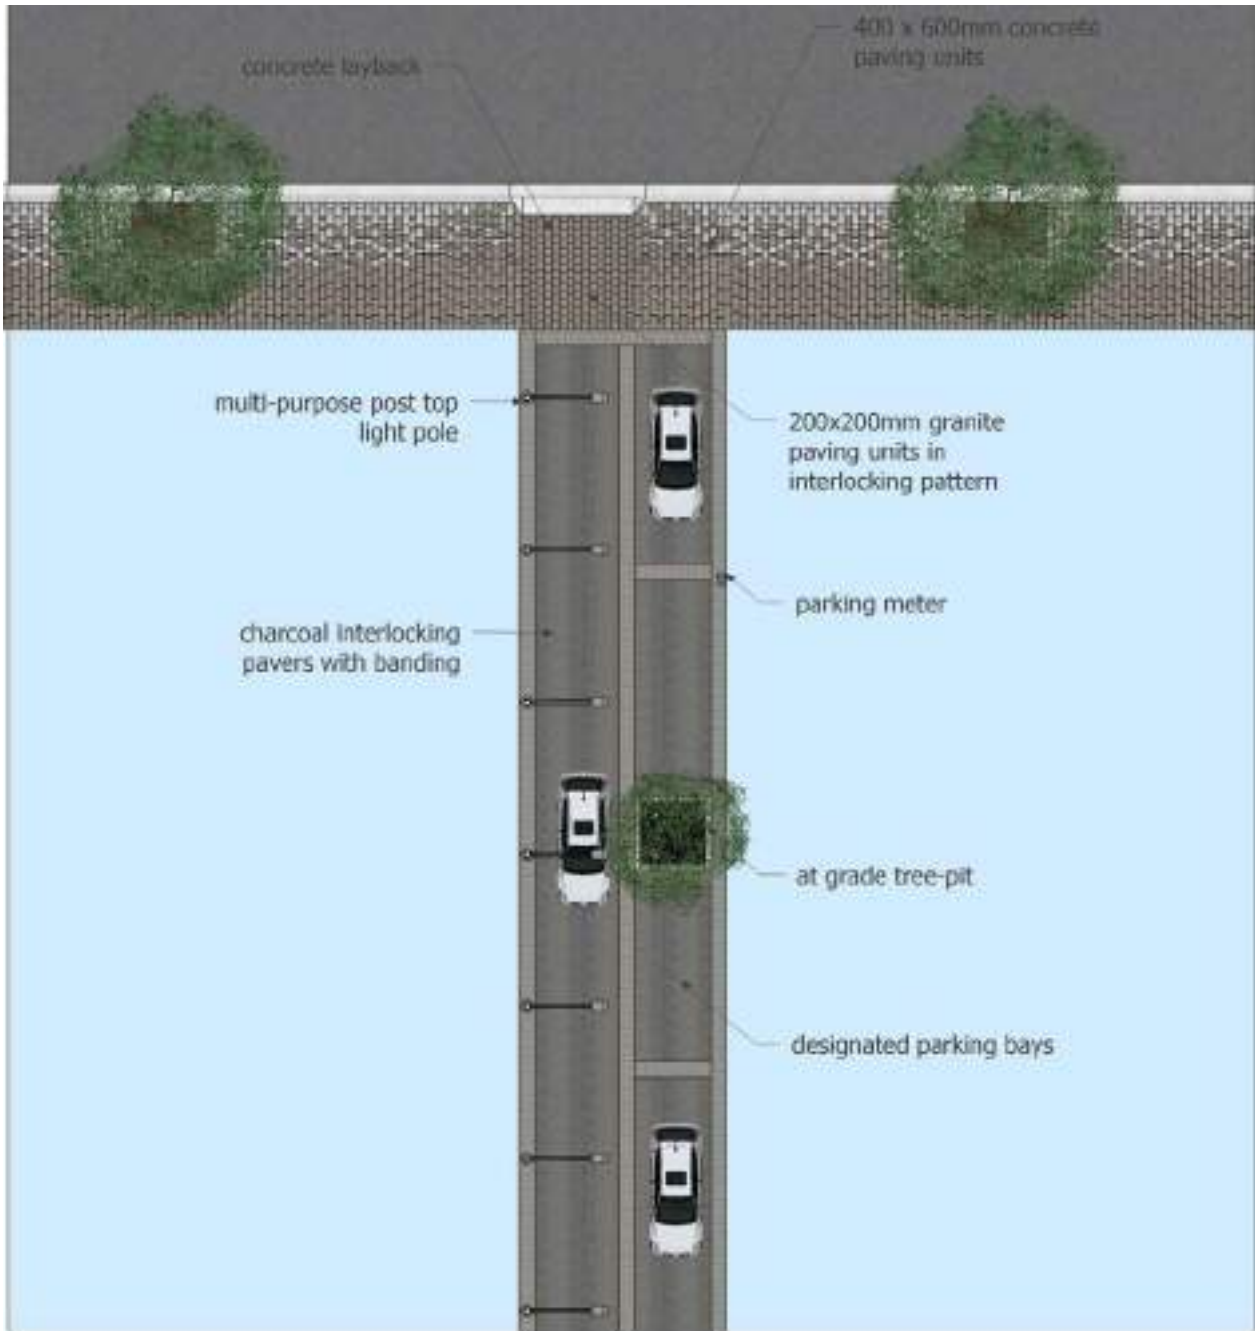 concrete layback
400 x 600mm concrete
paving units
multi-purpose post top
light pole
200x200mm granite
paving units in
interlocking pattern
parking meter
charcoal interlocking
pavers with banding
at grade tree-pit
designated parking bays